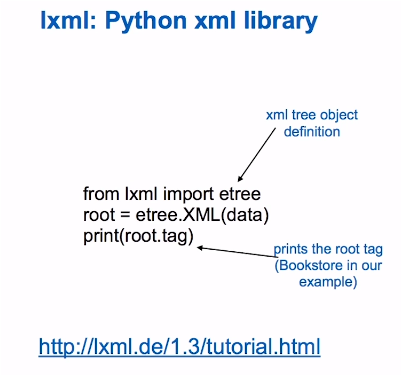 lxml: Python xml library
xml tree object
definition
from lxml import etree
root = etree.XML(data)
print(root.tag)
prints the root tag
(Bookstore in our
example)
http://lxml.de/1.3/tutorial.html